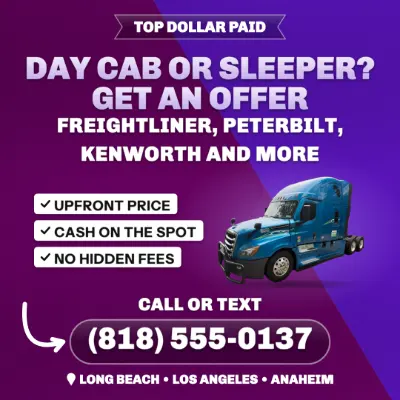 TOP DOLLAR PAID
DAY CAB OR SLEEPER?
GET AN OFFER
FREIGHTLINER, PETERBILT,
KENWORTH AND MORE
UPFRONT PRICE
CASH ON THE SPOT
NO HIDDEN FEES
CALL OR TEXT
(818) 555-0137
LONG BEACH • LOS ANGELES • ANAHEIM